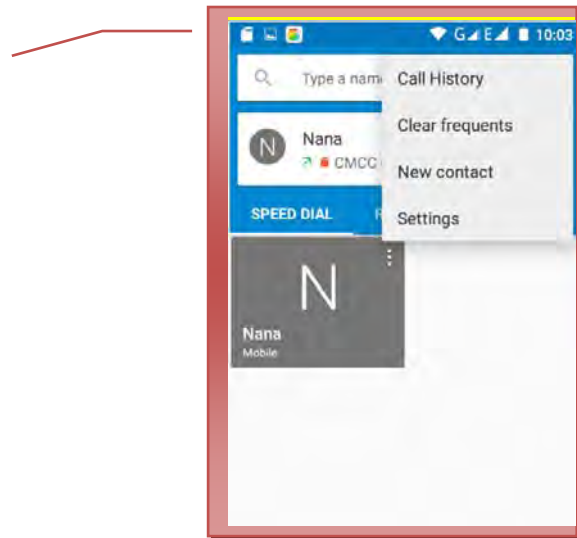 G E 10:03
Type a nam
Call History
Clear frequents
N
Nana
CMCC
New contact
SPEED DIAL
Settings
N
Nana
Mobile